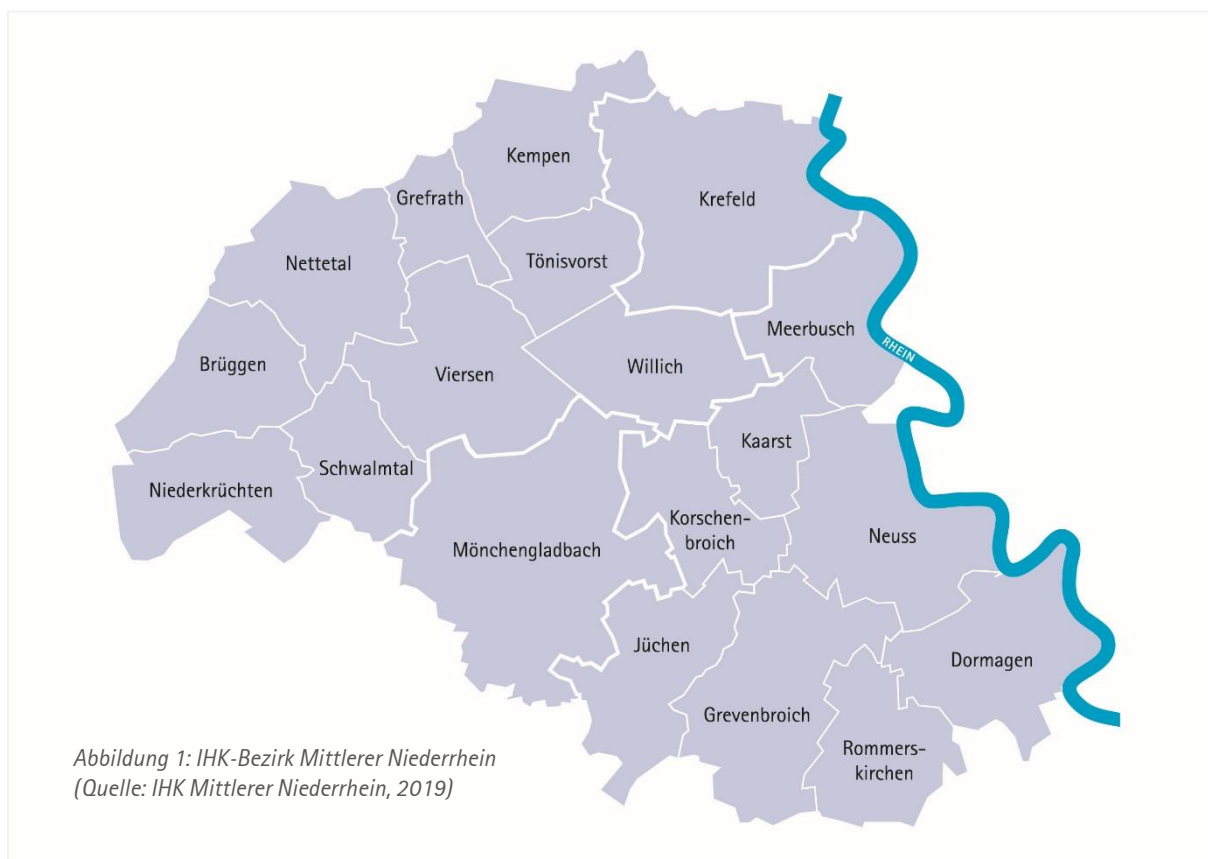 Kempen
Grefrath
Krefeld
Nettetal
Tönisvorst
Meerbusch
RHEIN
Brüggen
Viersen
Willich
Kaarst
Schwalmtal
Niederkrüchten
Korschen-
broich
Mönchengladbach
Neuss
Jüchen
Dormagen
Grevenbroich
Rommers-
kirchen
Abbildung 1: IHK-Bezirk Mittlerer Niederrhein
(Quelle: IHK Mittlerer Niederrhein, 2019)